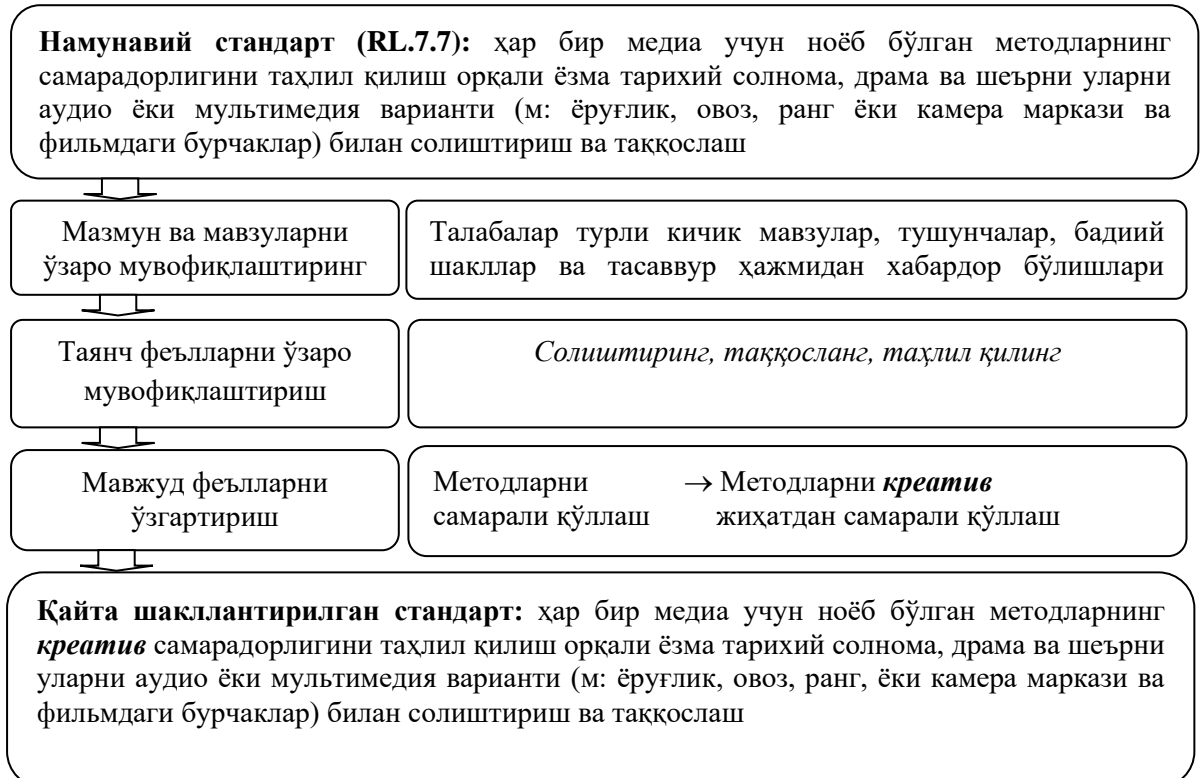 Намунавий стандарт (RL.7.7): ҳар бир медиа учун ноёб бўлган методларнинг
самарадорлигини таҳлил қилиш орқали ёзма тарихий солнома, драма ва шеърни уларни
аудио ёки мультимедия варианти (м: ёруғлик, овоз, ранг ёки камера маркази ва
фильмдаги бурчаклар) билан солиштириш ва таққослаш
Мазмун ва мавзуларни
ўзаро мувофиқлаштиринг
Талабалар турли кичик мавзулар, тушунчалар, бадиий
шакллар ва тасаввур ҳажмидан хабардор бўлишлари
Таянч феълларни ўзаро
мувофиқлаштириш
Солиштиринг, таққосланг, таҳлил қилинг
Мавжуд феълларни
ўзгартириш
Методларни → Методларни креатив
самарали қўллаш жиҳатдан самарали қўллаш
Қайта шакллантирилган стандарт: ҳар бир медиа учун ноёб бўлган методларнинг
креатив самарадорлигини таҳлил қилиш орқали ёзма тарихий солнома, драма ва шеърни
уларни аудио ёки мультимедия варианти (м: ёруғлик, овоз, ранг, ёки камера маркази ва
фильмдаги бурчаклар) билан солиштириш ва таққослаш